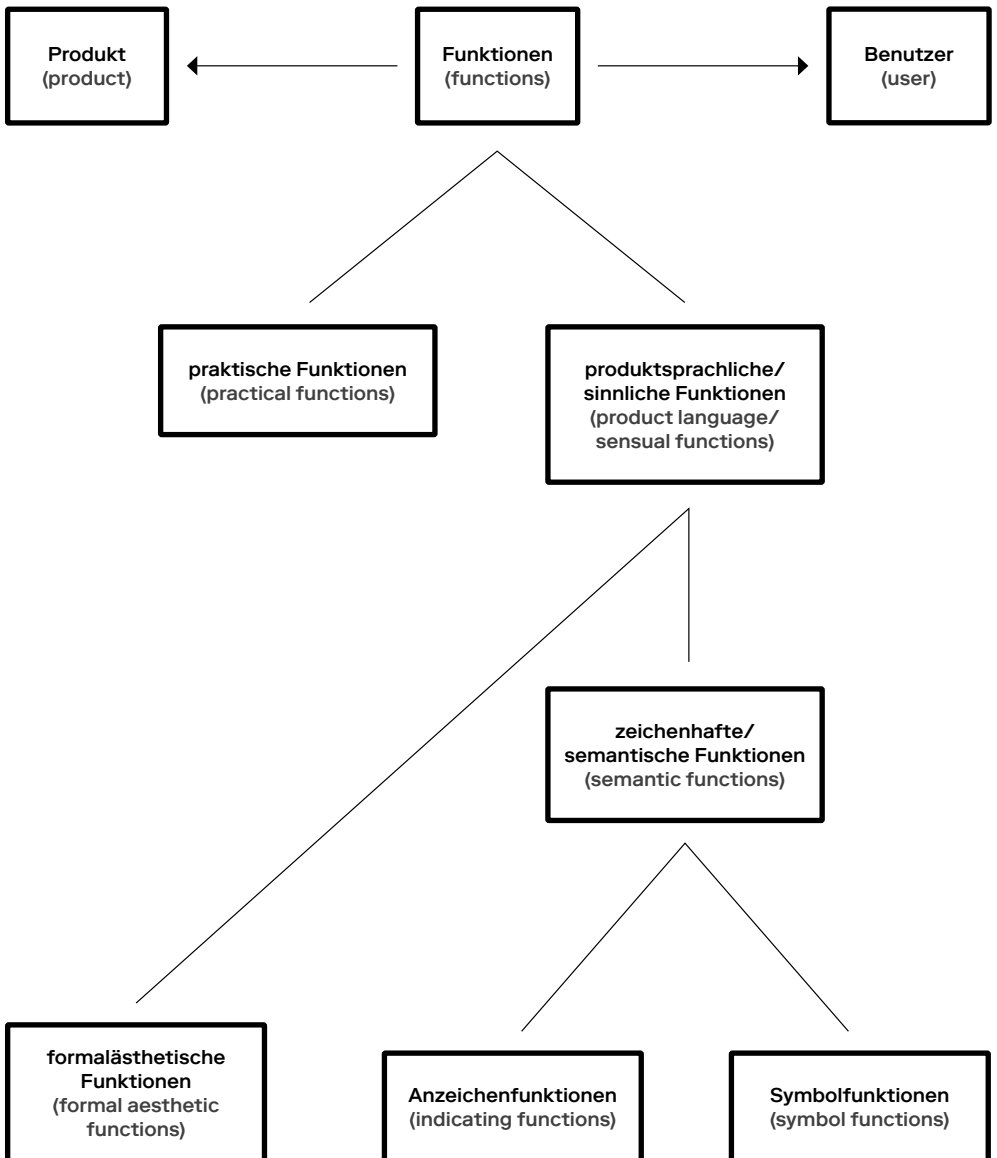 Produkt
(product)
Funktionen
(functions)
Benutzer
(user)
praktische Funktionen
(practical functions)
produktsprachliche/
sinnliche Funktionen
(product language/
sensual functions)
zeichenhafte/
semantische Funktionen
(semantic functions)
formalästhetische
Funktionen
(formal aesthetic
functions)
Anzeichenfunktionen
(indicating functions)
Symbolfunktionen
(symbol functions)